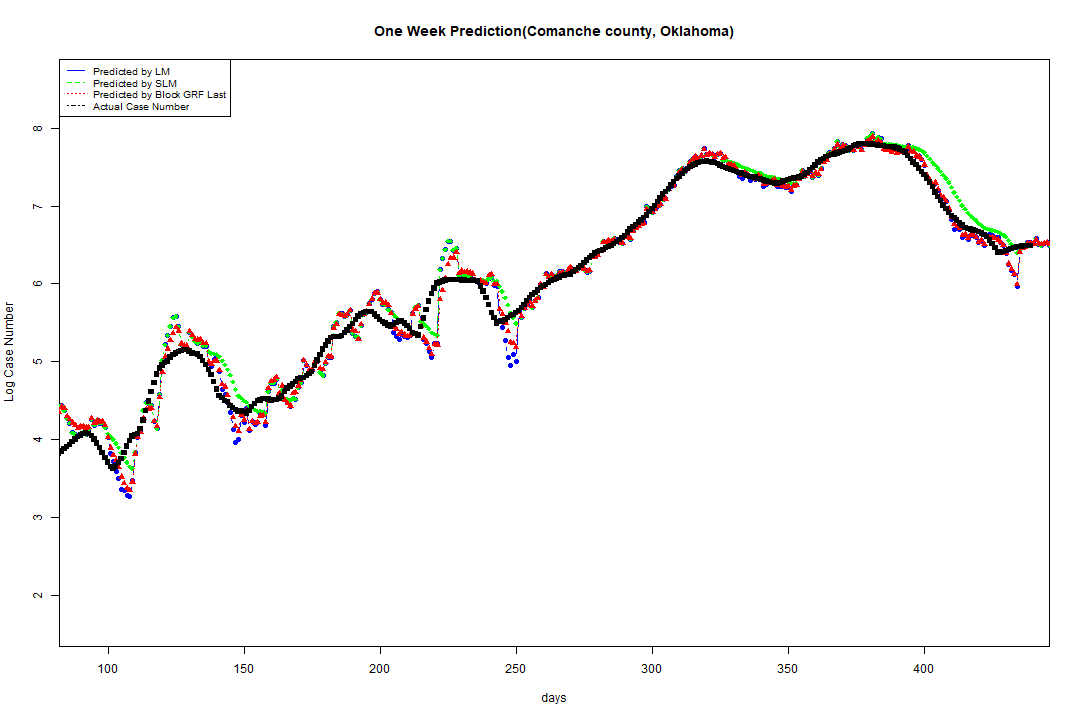 One Week Prediction(Comanche county, Oklahoma)
Predicted by LM
Predicted by SLM
Predicted by Block GRF Last
Actual Case Number
Log Case Number
8
7
6
5
4
3
2
100 150 200 250 300 350 400
days